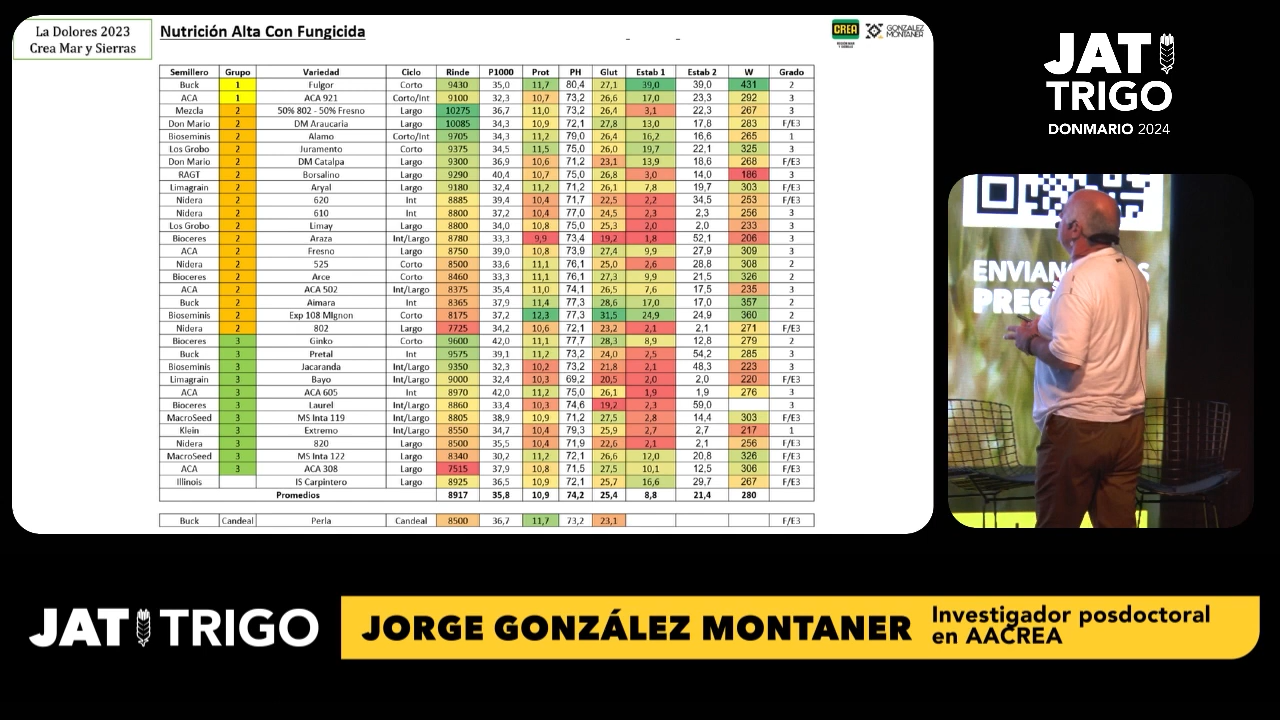 La Dolores 2023
Crea Mar y Sierras
Nutrición Alta Con Fungicida
CREA
GONZALEZ
MONTANER
Semillero Grupo Variedad Ciclo Rinde P1000 Prot PH Glut Estab 1 Estab 2 W Grado
Buck 1 Fulgor Corto 9430 35,0 11,7 80,4 27,1 39,0 39,0 431 2
ACA 1 ACA 921 Corto/Int 9100 32,3 10,7 73,2 26,6 17,0 23,3 292 3
Mezcla 2 50% 802 - 50% Fresno Largo 10275 36,7 11,0 73,2 26,4 3,1 22,3 267 3
Don Mario 2 DM Araucaria Largo 10085 34,3 10,9 72,1 27,8 13,0 17,8 283 F/E3
Bioseminis 2 Alamo Corto/Int 9705 34,3 11,2 79,0 26,4 16,2 16,6 265 1
Los Grobo 2 Juramento Corto 9375 34,5 11,5 75,0 26,0 19,7 22,1 325 3
Don Mario 2 DM Catalpa Largo 9300 36,9 10,6 71,2 23,1 13,9 18,6 268 F/E3
RAGT 2 Borsalino Largo 9290 40,4 10,7 75,0 26,8 3,0 14,0 186 3
Limagrain 2 Aryal Largo 9180 32,4 11,2 71,2 26,1 7,8 19,7 303 F/E3
Nidera 2 620 Int 8885 39,4 10,4 71,7 22,5 2,2 34,5 253 F/E3
Nidera 2 610 Int 8800 37,2 10,4 77,0 24,5 2,3 2,3 256 3
Los Grobo 2 Limay Largo 8800 34,0 10,8 75,0 25,3 2,0 2,0 233 3
Bioceres 2 Araza Int/Largo 8780 33,3 9,9 73,4 19,2 1,8 52,1 206 3
ACA 2 Fresno Largo 8750 39,0 10,8 73,9 27,4 9,9 27,9 309 3
Nidera 2 525 Corto 8500 33,6 11,1 76,1 25,0 2,6 28,8 308 2
Bioceres 2 Arce Corto 8460 33,3 11,1 76,1 27,3 9,9 21,5 326 2
ACA 2 ACA 502 Int/Largo 8375 35,4 11,0 74,1 26,5 7,6 17,5 235 3
Buck 2 Aimara Int 8365 37,9 11,4 77,3 28,6 17,0 17,0 357 2
Bioseminis 2 Exp 108 MIgnon Corto 8175 37,2 12,3 77,3 31,5 24,9 24,9 360 2
Nidera 2 802 Largo 7725 34,2 10,6 72,1 23,2 2,1 2,1 271 F/E3
Bioceres 3 Ginko Corto 9600 42,0 11,1 77,7 28,3 8,9 12,8 279 2
Buck 3 Pretal Int 9575 39,1 11,2 73,2 24,0 2,5 54,2 285 3
Bioseminis 3 Jacaranda Int/Largo 9350 32,3 10,2 73,2 21,8 2,1 48,3 223 3
Limagrain 3 Bayo Int/Largo 9000 32,4 10,3 69,2 20,5 2,0 2,0 220 F/E3
ACA 3 ACA 605 Int 8970 42,0 11,2 75,0 26,1 1,9 1,9 276 3
Bioceres 3 Laurel Int/Largo 8860 33,4 10,3 74,6 19,2 2,3 59,0 3
MacroSeed 3 MS Inta 119 Int/Largo 8805 38,9 10,9 71,2 27,5 2,8 14,4 303 F/E3
Klein 3 Extremo Int/Largo 8550 34,7 10,4 79,3 25,9 2,7 2,7 217 1
Nidera 3 820 Largo 8500 35,5 10,4 71,9 22,6 2,1 2,1 256 F/E3
MacroSeed 3 MS Inta 122 Largo 8340 30,2 11,2 72,1 26,6 12,0 20,8 326 F/E3
ACA 3 ACA 308 Largo 7515 37,9 10,8 71,5 27,5 10,1 12,5 306 F/E3
Illinois IS Carpintero Largo 8925 36,5 10,9 72,1 25,7 16,6 29,7 267 F/E3
Promedios 8917 35,8 10,9 74,2 25,4 8,8 21,4 280
Buck Candeal Perla Candeal 8500 36,7 11,7 73,2 23,1 F/E3
JAT
TRIGO
DONMARIO 2024
JAT TRIGO
JORGE GONZÁLEZ MONTANER
Investigador posdoctoral
en AACREA